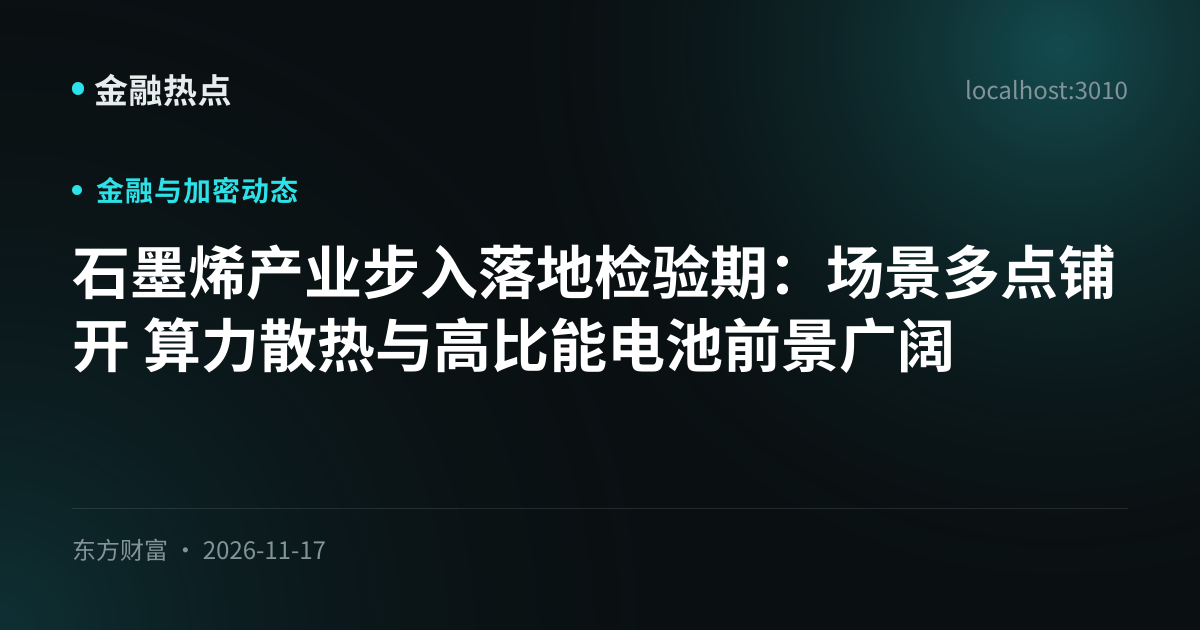 金融热点
localhost:3010
金融与加密动态
石墨烯产业步入落地检验期：场景多点铺
开 算力散热与高比能电池前景广阔
东方财富 · 2026-11-17